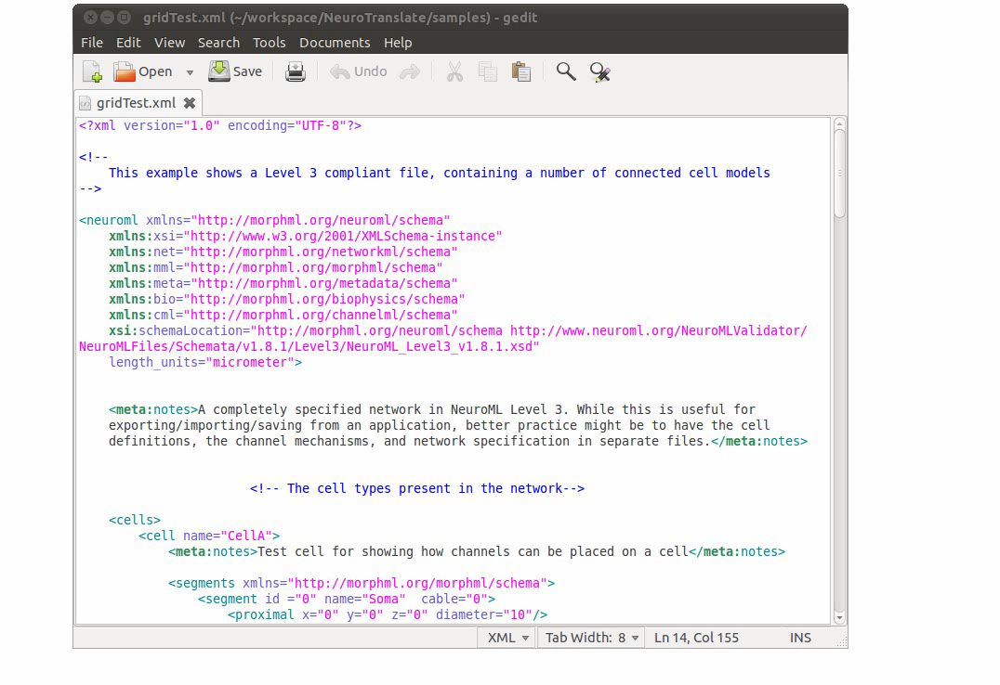 gridTest.xml (~/workspace/NeuroTranslate/samples) - gedit
File Edit View Search Tools Documents Help
Open Save Undo
gridTest.xml
<?xml version="1.0" encoding="UTF-8"?>
<!--
This example shows a Level 3 compliant file, containing a number of connected cell models
-->
<neuroml xmlns="http://morphml.org/neuroml/schema"
xmlns:xsi="http://www.w3.org/2001/XMLSchema-instance"
xmlns:net="http://morphml.org/networkml/schema"
xmlns:mml="http://morphml.org/morphml/schema"
xmlns:meta="http://morphml.org/metadata/schema"
xmlns:bio="http://morphml.org/biophysics/schema"
xmlns:cml="http://morphml.org/channelml/schema"
xsi:schemaLocation="http://morphml.org/neuroml/schema http://www.neuroml.org/NeuroMLValidator/
NeuroMLFiles/Schemata/v1.8.1/Level3/NeuroML_Level3_v1.8.1.xsd"
length_units="micrometer">
<meta:notes>A completely specified network in NeuroML Level 3. While this is useful for
exporting/importing/saving from an application, better practice might be to have the cell
definitions, the channel mechanisms, and network specification in separate files.</meta:notes>
<!-- The cell types present in the network-->
<cells>
<cell name="CellA">
<meta:notes>Test cell for showing how channels can be placed on a cell</meta:notes>
<segments xmlns="http://morphml.org/morphml/schema">
<segment id ="0" name="Soma"  cable="0">
<proximal x="0" y="0" z="0" diameter="10"/>
XML Tab Width: 8 Ln 14, Col 155 INS